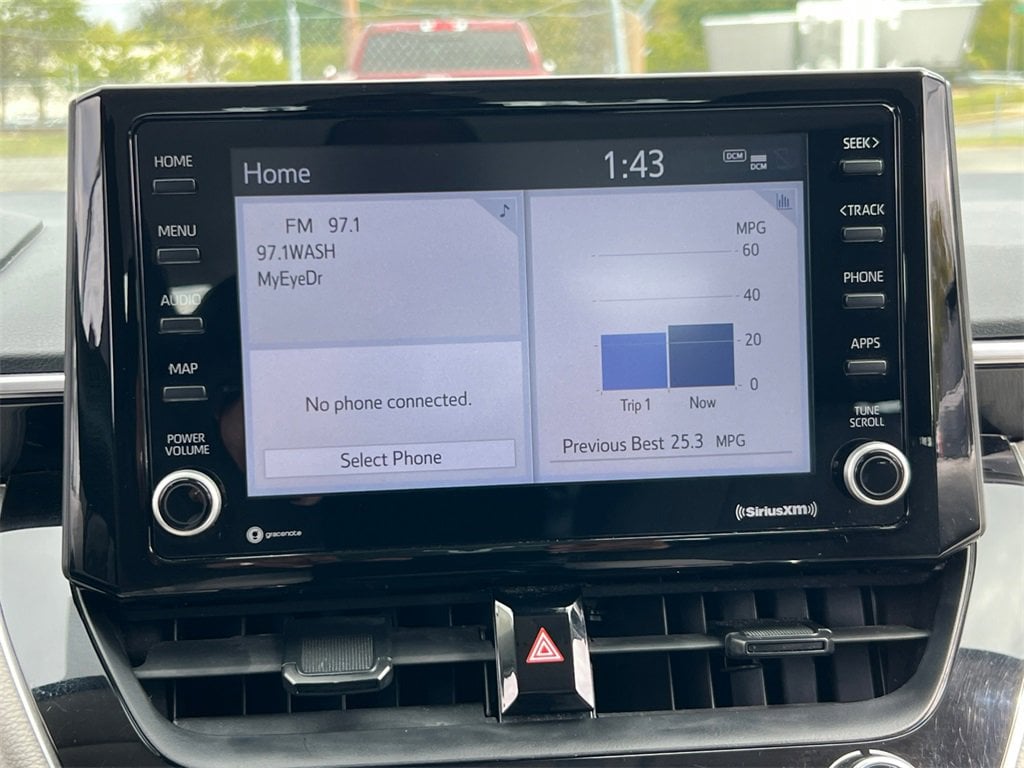 HOME
MENU
AUDIO
MAP
POWER
VOLUME
Home
1:43
DCM
DCM
FM 97.1
97.1WASH
MyEyeDr
No phone connected.
Select Phone
MPG
60
40
20
0
Trip 1 Now
Previous Best 25.3 MPG
SEEK>
<TRACK
PHONE
APPS
TUNE
SCROLL
gracenote
((SiriusXM))